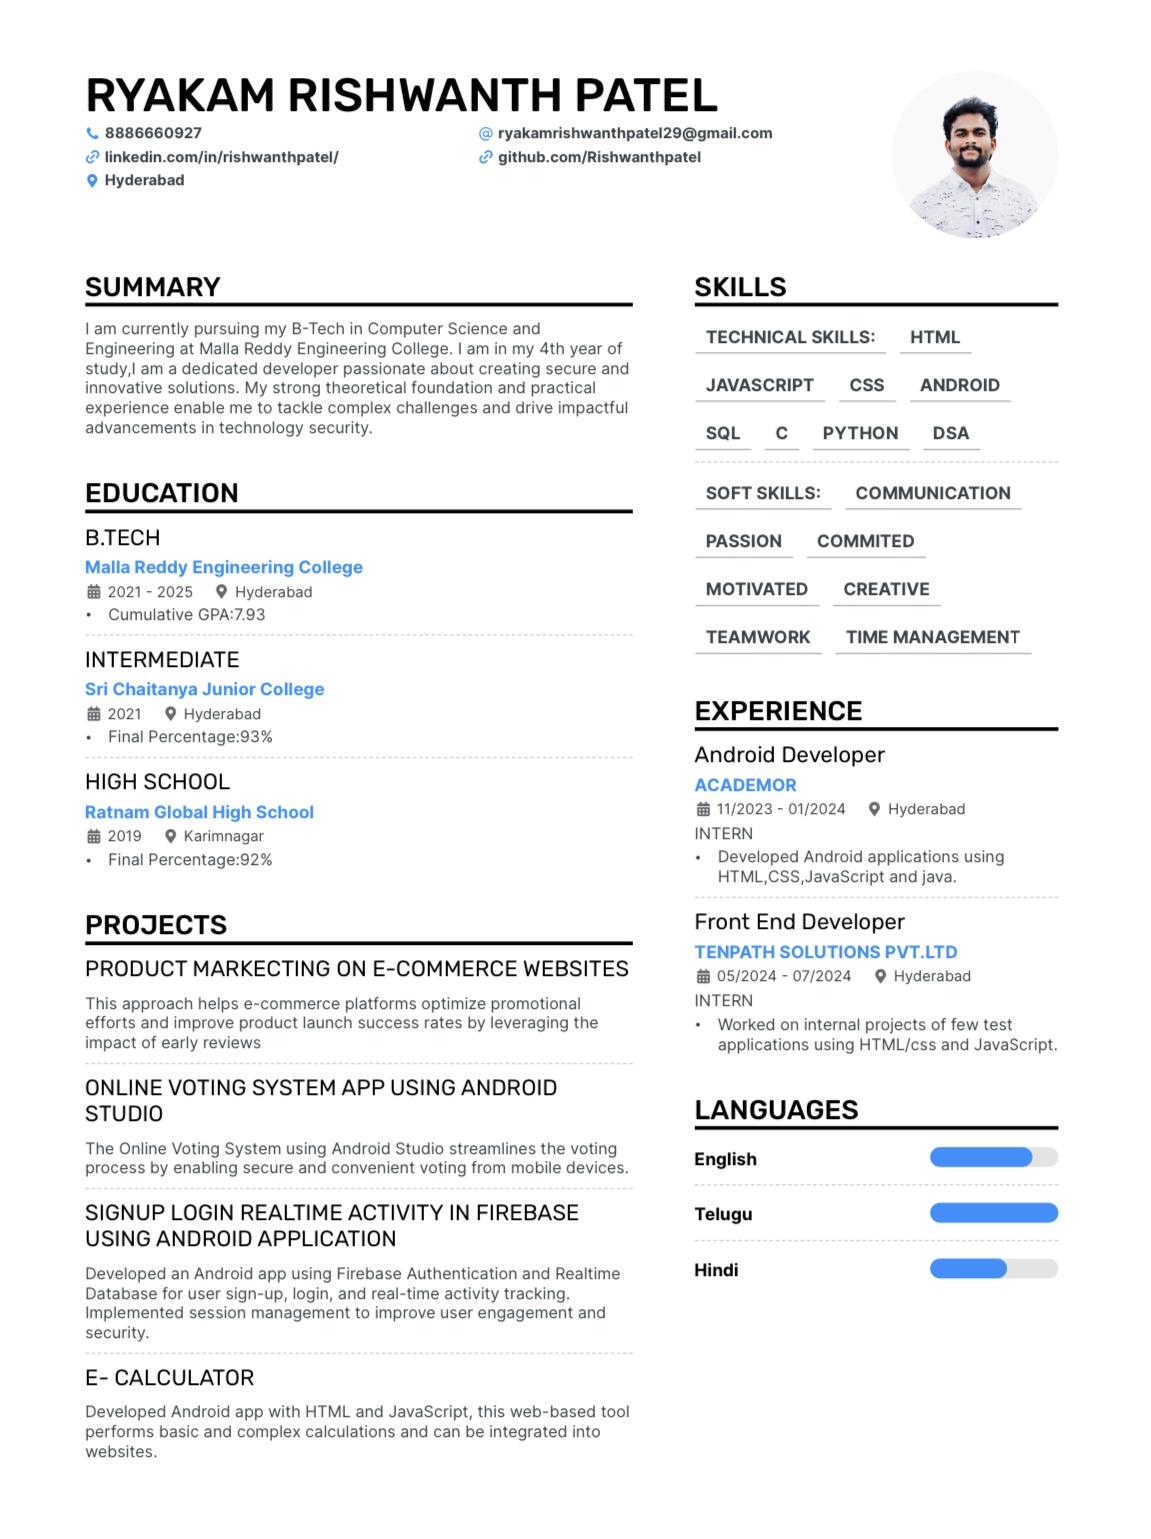 RYAKAM RISHWANTH PATEL
8886660927
ryakamrishwanthpatel29@gmail.com
linkedin.com/in/rishwanthpatel/
github.com/Rishwanthpatel
Hyderabad
SUMMARY
I am currently pursuing my B-Tech in Computer Science and
Engineering at Malla Reddy Engineering College. I am in my 4th year of
study,I am a dedicated developer passionate about creating secure and
innovative solutions. My strong theoretical foundation and practical
experience enable me to tackle complex challenges and drive impactful
advancements in technology security.
EDUCATION
B.TECH
Malla Reddy Engineering College
2021 - 2025 Hyderabad
• Cumulative GPA:7.93
INTERMEDIATE
Sri Chaitanya Junior College
2021 Hyderabad
• Final Percentage:93%
HIGH SCHOOL
Ratnam Global High School
2019 Karimnagar
• Final Percentage:92%
PROJECTS
PRODUCT MARKECTING ON E-COMMERCE WEBSITES
This approach helps e-commerce platforms optimize promotional
efforts and improve product launch success rates by leveraging the
impact of early reviews
ONLINE VOTING SYSTEM APP USING ANDROID
STUDIO
The Online Voting System using Android Studio streamlines the voting
process by enabling secure and convenient voting from mobile devices.
SIGNUP LOGIN REALTIME ACTIVITY IN FIREBASE
USING ANDROID APPLICATION
Developed an Android app using Firebase Authentication and Realtime
Database for user sign-up, login, and real-time activity tracking.
Implemented session management to improve user engagement and
security.
E- CALCULATOR
Developed Android app with HTML and JavaScript, this web-based tool
performs basic and complex calculations and can be integrated into
websites.
SKILLS
TECHNICAL SKILLS: HTML
JAVASCRIPT CSS ANDROID
SQL C PYTHON DSA
SOFT SKILLS: COMMUNICATION
PASSION COMMITED
MOTIVATED CREATIVE
TEAMWORK TIME MANAGEMENT
EXPERIENCE
Android Developer
ACADEMOR
11/2023 - 01/2024 Hyderabad
INTERN
• Developed Android applications using
HTML,CSS,JavaScript and java.
Front End Developer
TENPATH SOLUTIONS PVT.LTD
05/2024 - 07/2024 Hyderabad
INTERN
• Worked on internal projects of few test
applications using HTML/css and JavaScript.
LANGUAGES
English
Telugu
Hindi